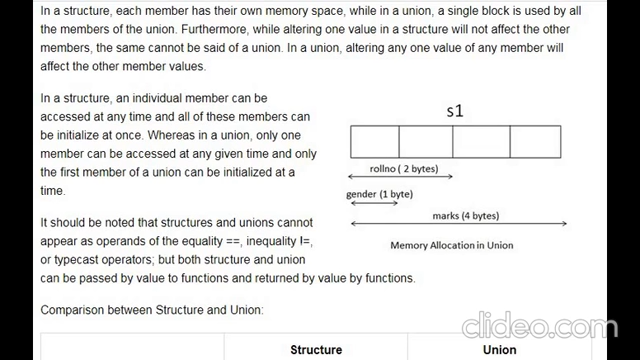 In a structure, each member has their own memory space, while in a union, a single block is used by all
the members of the union. Furthermore, while altering one value in a structure will not affect the other
members, the same cannot be said of a union. In a union, altering any one value of any member will
affect the other member values.
In a structure, an individual member can be
accessed at any time and all of these members can
be initialize at once. Whereas in a union, only one
member can be accessed at any given time and only
the first member of a union can be initialized at a
time.
s1
rollno ( 2 bytes)
gender (1 byte)
marks (4 bytes)
Memory Allocation in Union
It should be noted that structures and unions cannot
appear as operands of the equality ==, inequality !=,
or typecast operators; but both structure and union
can be passed by value to functions and returned by value by functions.
Comparison between Structure and Union:
Structure
Union
clideo.com